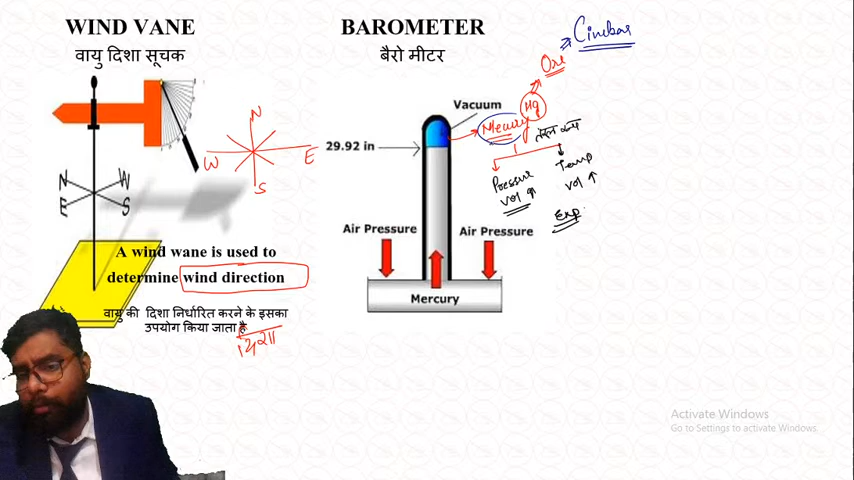 WIND VANE
वायु दिशा सूचक
N
W
E
S
N
W
E
S
A wind wane is used to
determine wind direction
वायु की दिशा निर्धारित करने के इसका
उपयोग किया जाता है
दिशा
BAROMETER
बैरो मीटर
Vacuum
29.92 in
Air Pressure
Air Pressure
Mercury
Mercury
Hg
Ore
Cinebar
Pressure
vol ↑
Temp
vol ↑
Exp.
Activate Windows
Go to Settings to activate Windows.